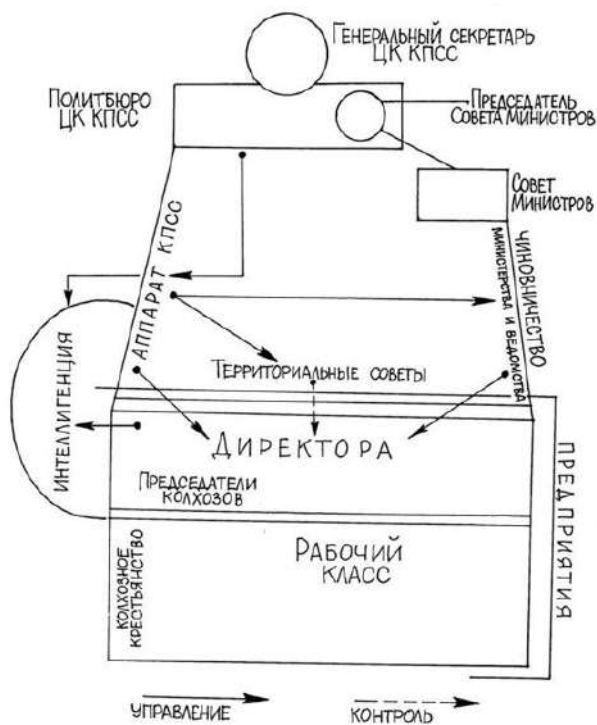 ГЕНЕРАЛЬНЫЙ СЕКРЕТАРЬ
ЦК КПСС
ПОЛИТБЮРО
ЦК КПСС
ПРЕДСЕДАТЕЛЬ
СОВЕТА МИНИСТРОВ
СОВЕТ
МИНИСТРОВ
АППАРАТ КПСС
ЧИНОВНИЧЕСТВО
МИНИСТЕРСТВА И ВЕДОМСТВА
ИНТЕЛЛИГЕНЦИЯ
ТЕРРИТОРИАЛЬНЫЕ СОВЕТЫ
ДИРЕКТОРА
ПРЕДСЕДАТЕЛИ
КОЛХОЗОВ
ПРЕДПРИЯТИЯ
РАБОЧИЙ
КЛАСС
КОЛХОЗНОЕ
КРЕСТЬЯНСТВО
УПРАВЛЕНИЕ
КОНТРОЛЬ